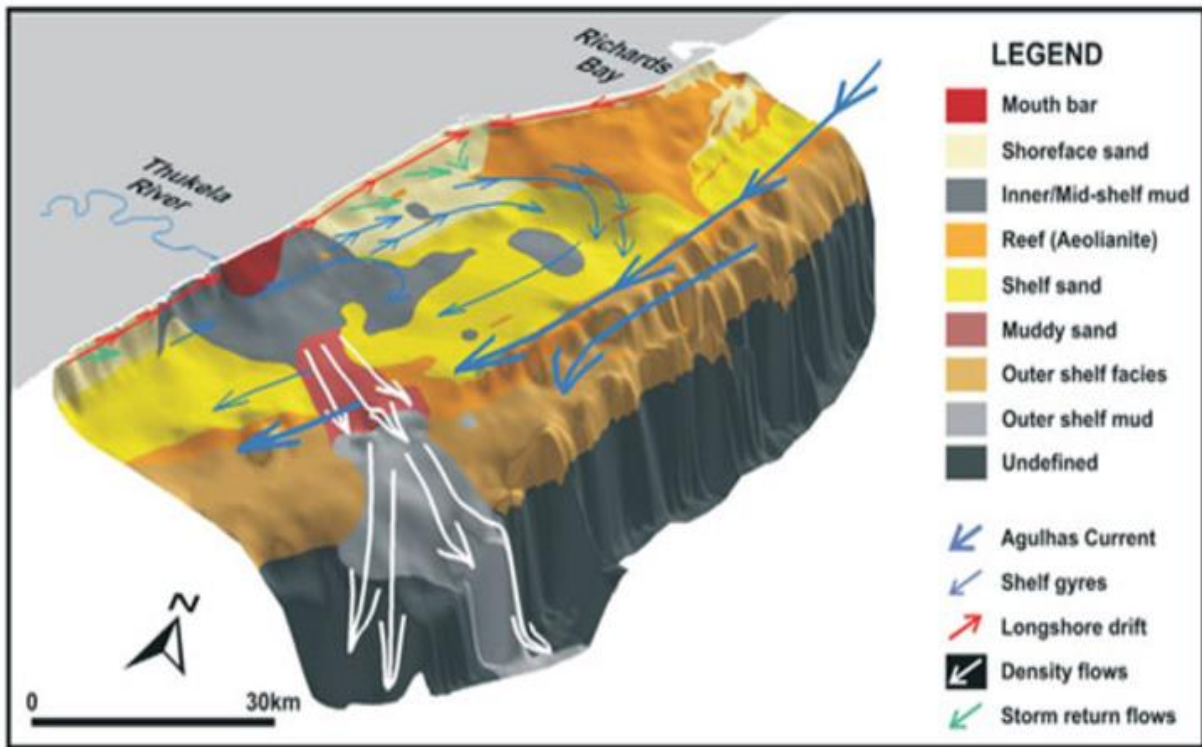 Richards
Bay
Thukela
River
N
0 30km
LEGEND
Mouth bar
Shoreface sand
Inner/Mid-shelf mud
Reef (Aeolianite)
Shelf sand
Muddy sand
Outer shelf facies
Outer shelf mud
Undefined
Agulhas Current
Shelf gyres
Longshore drift
Density flows
Storm return flows